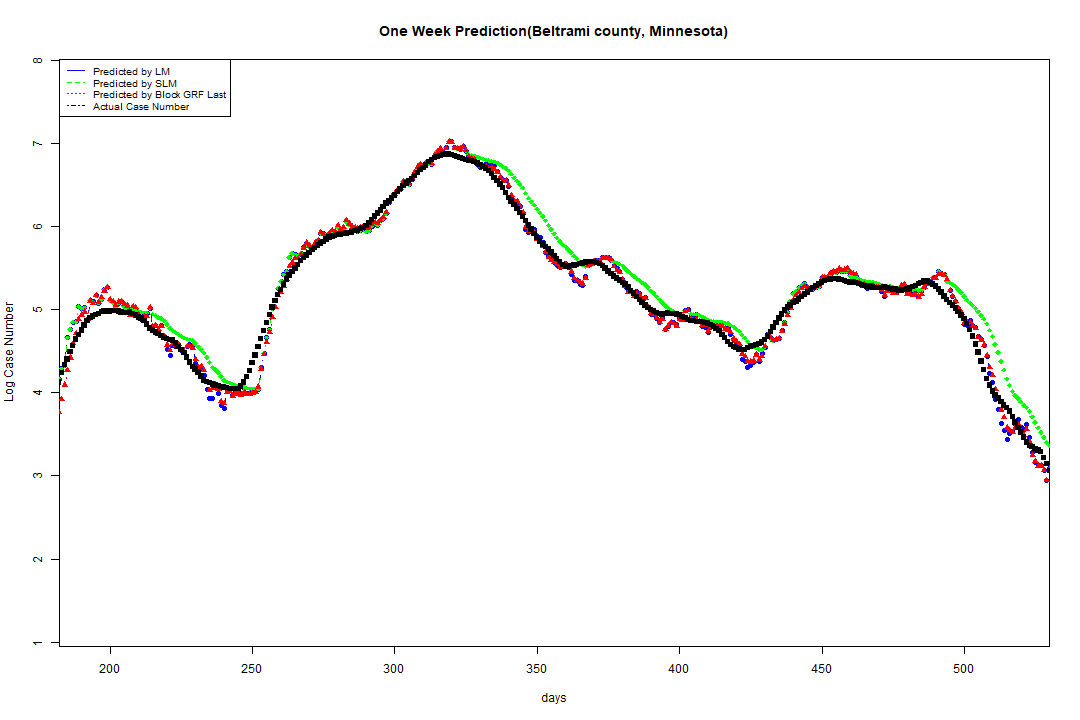 One Week Prediction(Beltrami county, Minnesota)
Predicted by LM
Predicted by SLM
Predicted by Block GRF Last
Actual Case Number
8
7
6
5
4
3
2
1
Log Case Number
200 250 300 350 400 450 500
days